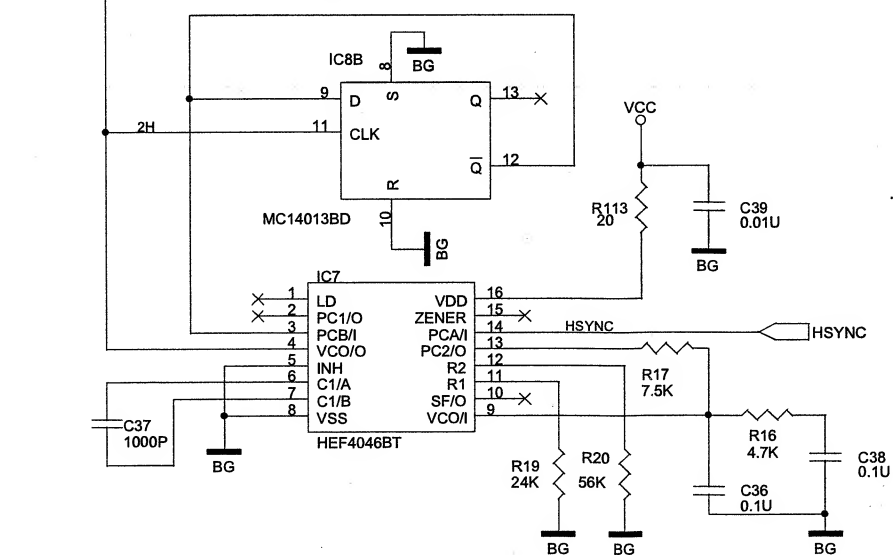 IC8B
8
BG
9 D S Q 13
VCC
2H 11 CLK
Q 12
R
MC14013BD
10
BG
R113
20
C39
0.01U
BG
IC7
1 LD VDD 16
2 PC1/O ZENER 15
3 PCB/I PCA/I 14 HSYNC HSYNC
4 VCO/O PC2/O 13
5 INH R2 12
6 C1/A R1 11
7 C1/B SF/O 10
8 VSS VCO/I 9
HEF4046BT
R17
7.5K
C37
1000P
BG
R16
4.7K
R19
24K
R20
56K
C38
0.1U
C36
0.1U
BG
BG
BG